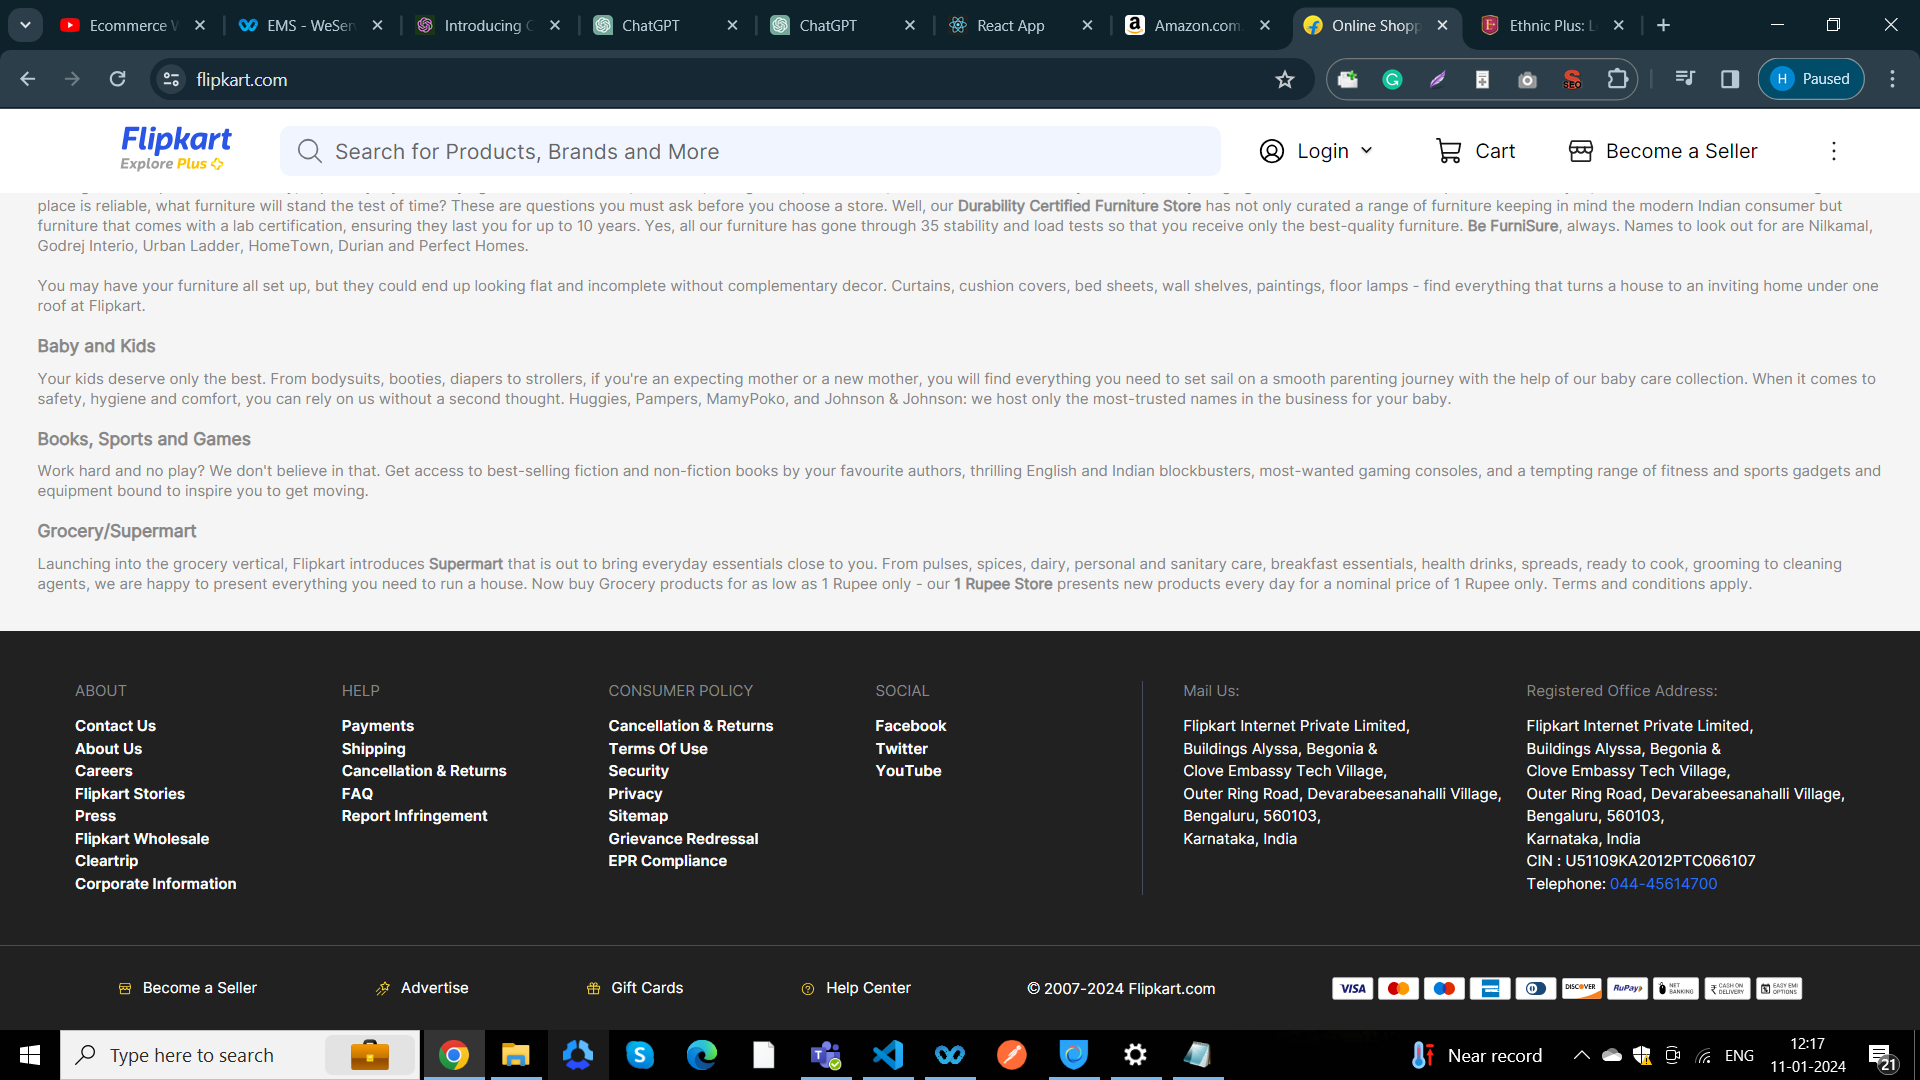 Ecommerce
EMS - WeSer
Introducing
ChatGPT
ChatGPT
React App
Amazon.com
Online Shopp
Ethnic Plus: L
flipkart.com
SEO
H Paused
Flipkart
Explore Plus
Search for Products, Brands and More
Login
Cart
Become a Seller
place is reliable, what furniture will stand the test of time? These are questions you must ask before you choose a store. Well, our Durability Certified Furniture Store has not only curated a range of furniture keeping in mind the modern Indian consumer but
furniture that comes with a lab certification, ensuring they last you for up to 10 years. Yes, all our furniture has gone through 35 stability and load tests so that you receive only the best-quality furniture. Be FurniSure, always. Names to look out for are Nilkamal,
Godrej Interio, Urban Ladder, HomeTown, Durian and Perfect Homes.
You may have your furniture all set up, but they could end up looking flat and incomplete without complementary decor. Curtains, cushion covers, bed sheets, wall shelves, paintings, floor lamps - find everything that turns a house to an inviting home under one
roof at Flipkart.
Baby and Kids
Your kids deserve only the best. From bodysuits, booties, diapers to strollers, if you're an expecting mother or a new mother, you will find everything you need to set sail on a smooth parenting journey with the help of our baby care collection. When it comes to
safety, hygiene and comfort, you can rely on us without a second thought. Huggies, Pampers, MamyPoko, and Johnson & Johnson: we host only the most-trusted names in the business for your baby.
Books, Sports and Games
Work hard and no play? We don't believe in that. Get access to best-selling fiction and non-fiction books by your favourite authors, thrilling English and Indian blockbusters, most-wanted gaming consoles, and a tempting range of fitness and sports gadgets and
equipment bound to inspire you to get moving.
Grocery/Supermart
Launching into the grocery vertical, Flipkart introduces Supermart that is out to bring everyday essentials close to you. From pulses, spices, dairy, personal and sanitary care, breakfast essentials, health drinks, spreads, ready to cook, grooming to cleaning
agents, we are happy to present everything you need to run a house. Now buy Grocery products for as low as 1 Rupee only - our 1 Rupee Store presents new products every day for a nominal price of 1 Rupee only. Terms and conditions apply.
ABOUT
Contact Us
About Us
Careers
Flipkart Stories
Press
Flipkart Wholesale
Cleartrip
Corporate Information
HELP
Payments
Shipping
Cancellation & Returns
FAQ
Report Infringement
CONSUMER POLICY
Cancellation & Returns
Terms Of Use
Security
Privacy
Sitemap
Grievance Redressal
EPR Compliance
SOCIAL
Facebook
Twitter
YouTube
Mail Us:
Flipkart Internet Private Limited,
Buildings Alyssa, Begonia &
Clove Embassy Tech Village,
Outer Ring Road, Devarabeesanahalli Village,
Bengaluru, 560103,
Karnataka, India
Registered Office Address:
Flipkart Internet Private Limited,
Buildings Alyssa, Begonia &
Clove Embassy Tech Village,
Outer Ring Road, Devarabeesanahalli Village,
Bengaluru, 560103,
Karnataka, India
CIN : U51109KA2012PTC066107
Telephone: 044-45614700
Become a Seller
Advertise
Gift Cards
Help Center
© 2007-2024 Flipkart.com
VISA
DISCOVER
RuPay
NET BANKING
CASH ON DELIVERY
EASY EMI OPTIONS
Type here to search
Near record
ENG
12:17
11-01-2024
21